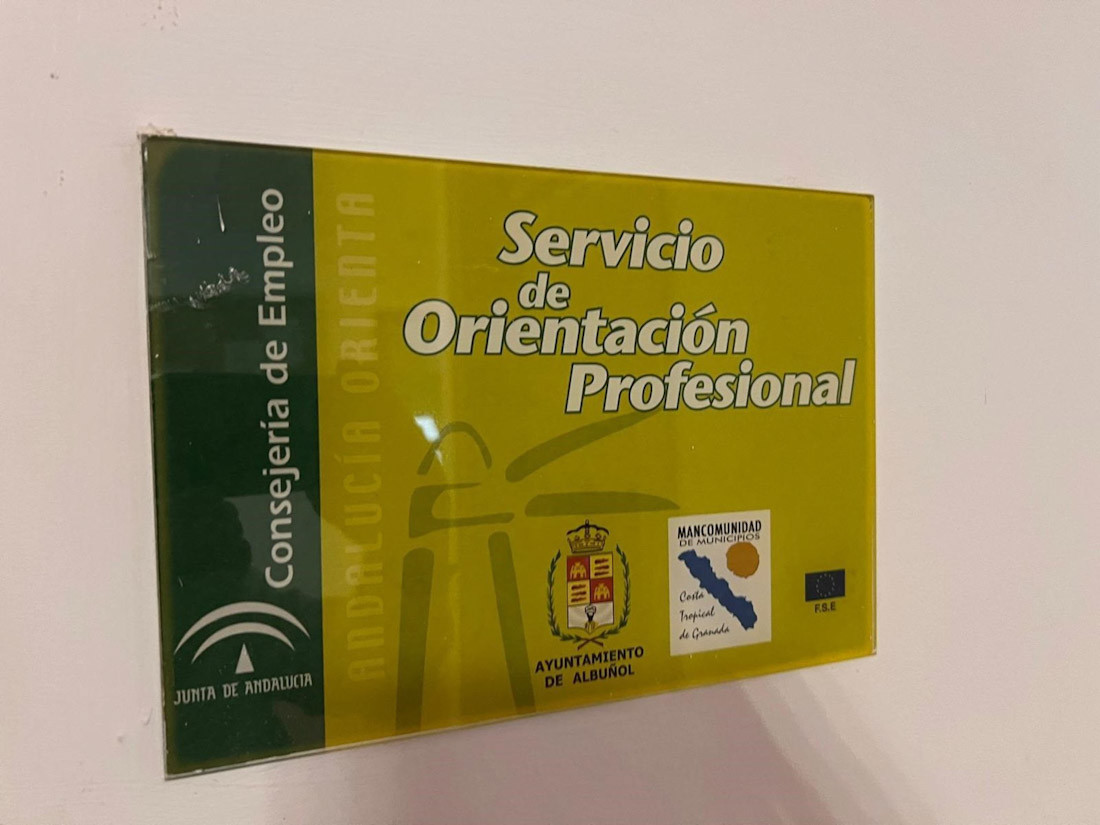 Consejería de Empleo
JUNTA DE ANDALUCIA
ANDALUCÍA ORIENTA
Servicio
de
Orientación
Profesional
AYUNTAMIENTO
DE ALBUÑOL
MANCOMUNIDAD
DE MUNICIPIOS
Costa
Tropical
de Granada
F.S.E